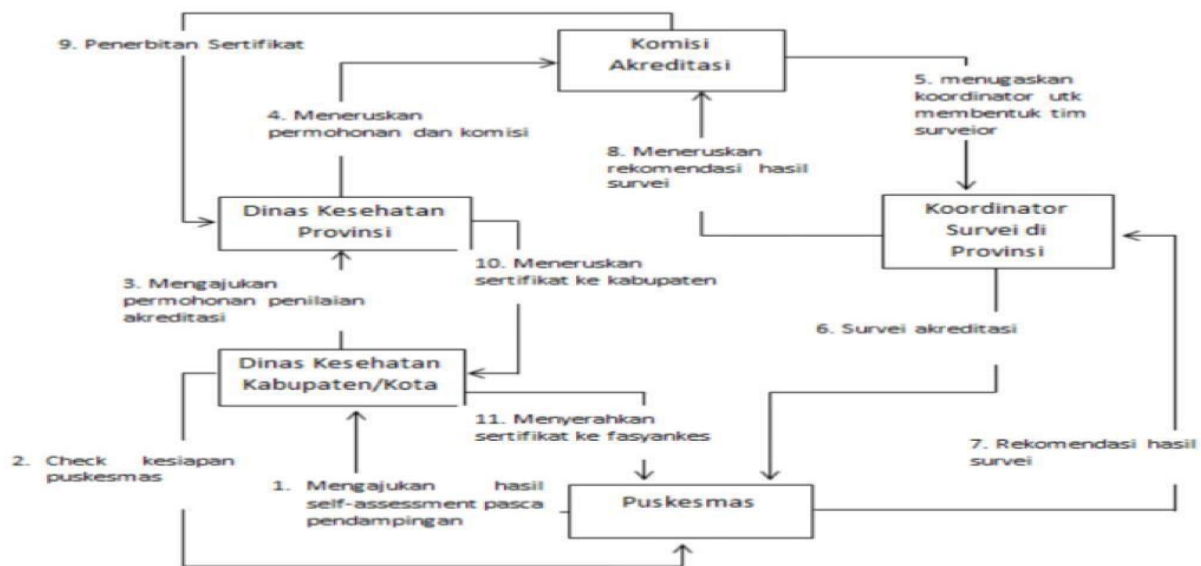 Komisi
Akreditasi
9. Penerbitan Sertifikat
5. menugaskan
koordinator utk
membentuk tim
surveior
4. Meneruskan
permohonan dan komisi
8. Meneruskan
rekomendasi hasil
survei
Dinas Kesehatan
Provinsi
Koordinator
Survei di
Provinsi
10. Meneruskan
sertifikat ke kabupaten
3. Mengajukan
permohonan penilaian
akreditasi
6. Survei akreditasi
Dinas Kesehatan
Kabupaten/Kota
11. Menyerahkan
sertifikat ke fasyankes
7. Rekomendasi hasil
survei
2. Check kesiapan
puskesmas
1. Mengajukan hasil
self-assessment pasca
pendampingan
Puskesmas